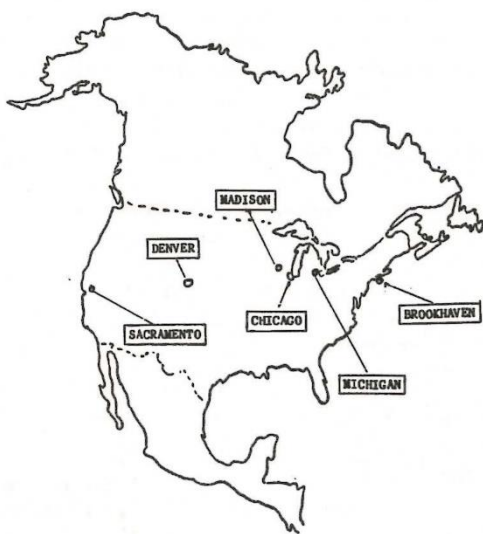 MADISON
DENVER
SACRAMENTO
CHICAGO
BROOKHAVEN
MICHIGAN